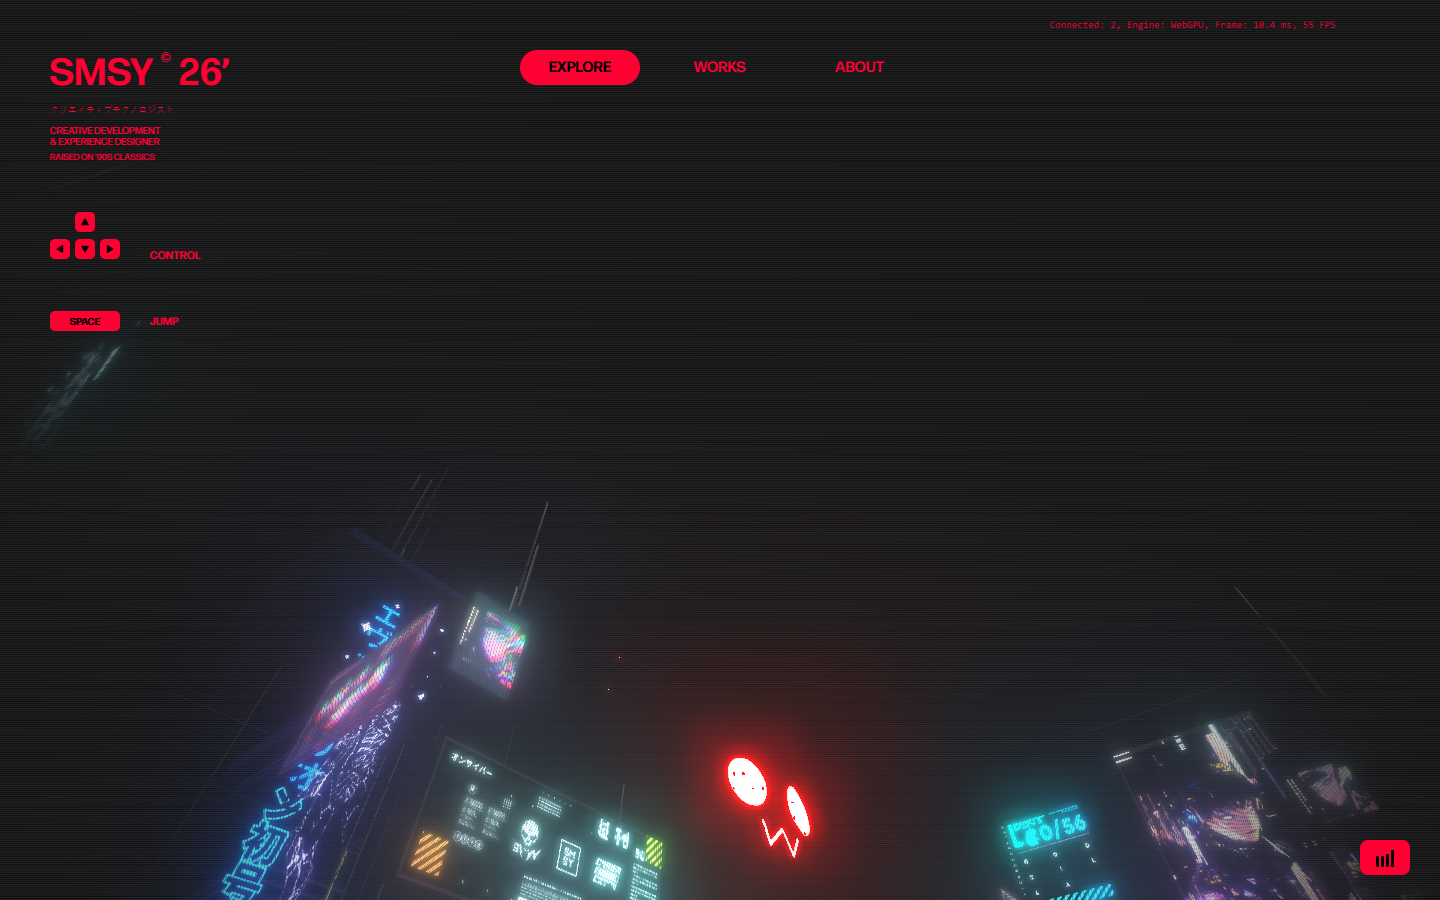 Connected: 2, Engine: WebGPU, Frame: 10.4 ms, 55 FPS
SMSY © 26’
EXPLORE
WORKS
ABOUT
クリエイティブテクノロジスト
CREATIVE DEVELOPMENT
& EXPERIENCE DESIGNER
RAISED ON ’90S CLASSICS
CONTROL
SPACE
JUMP
オンサイバー
SM
SY